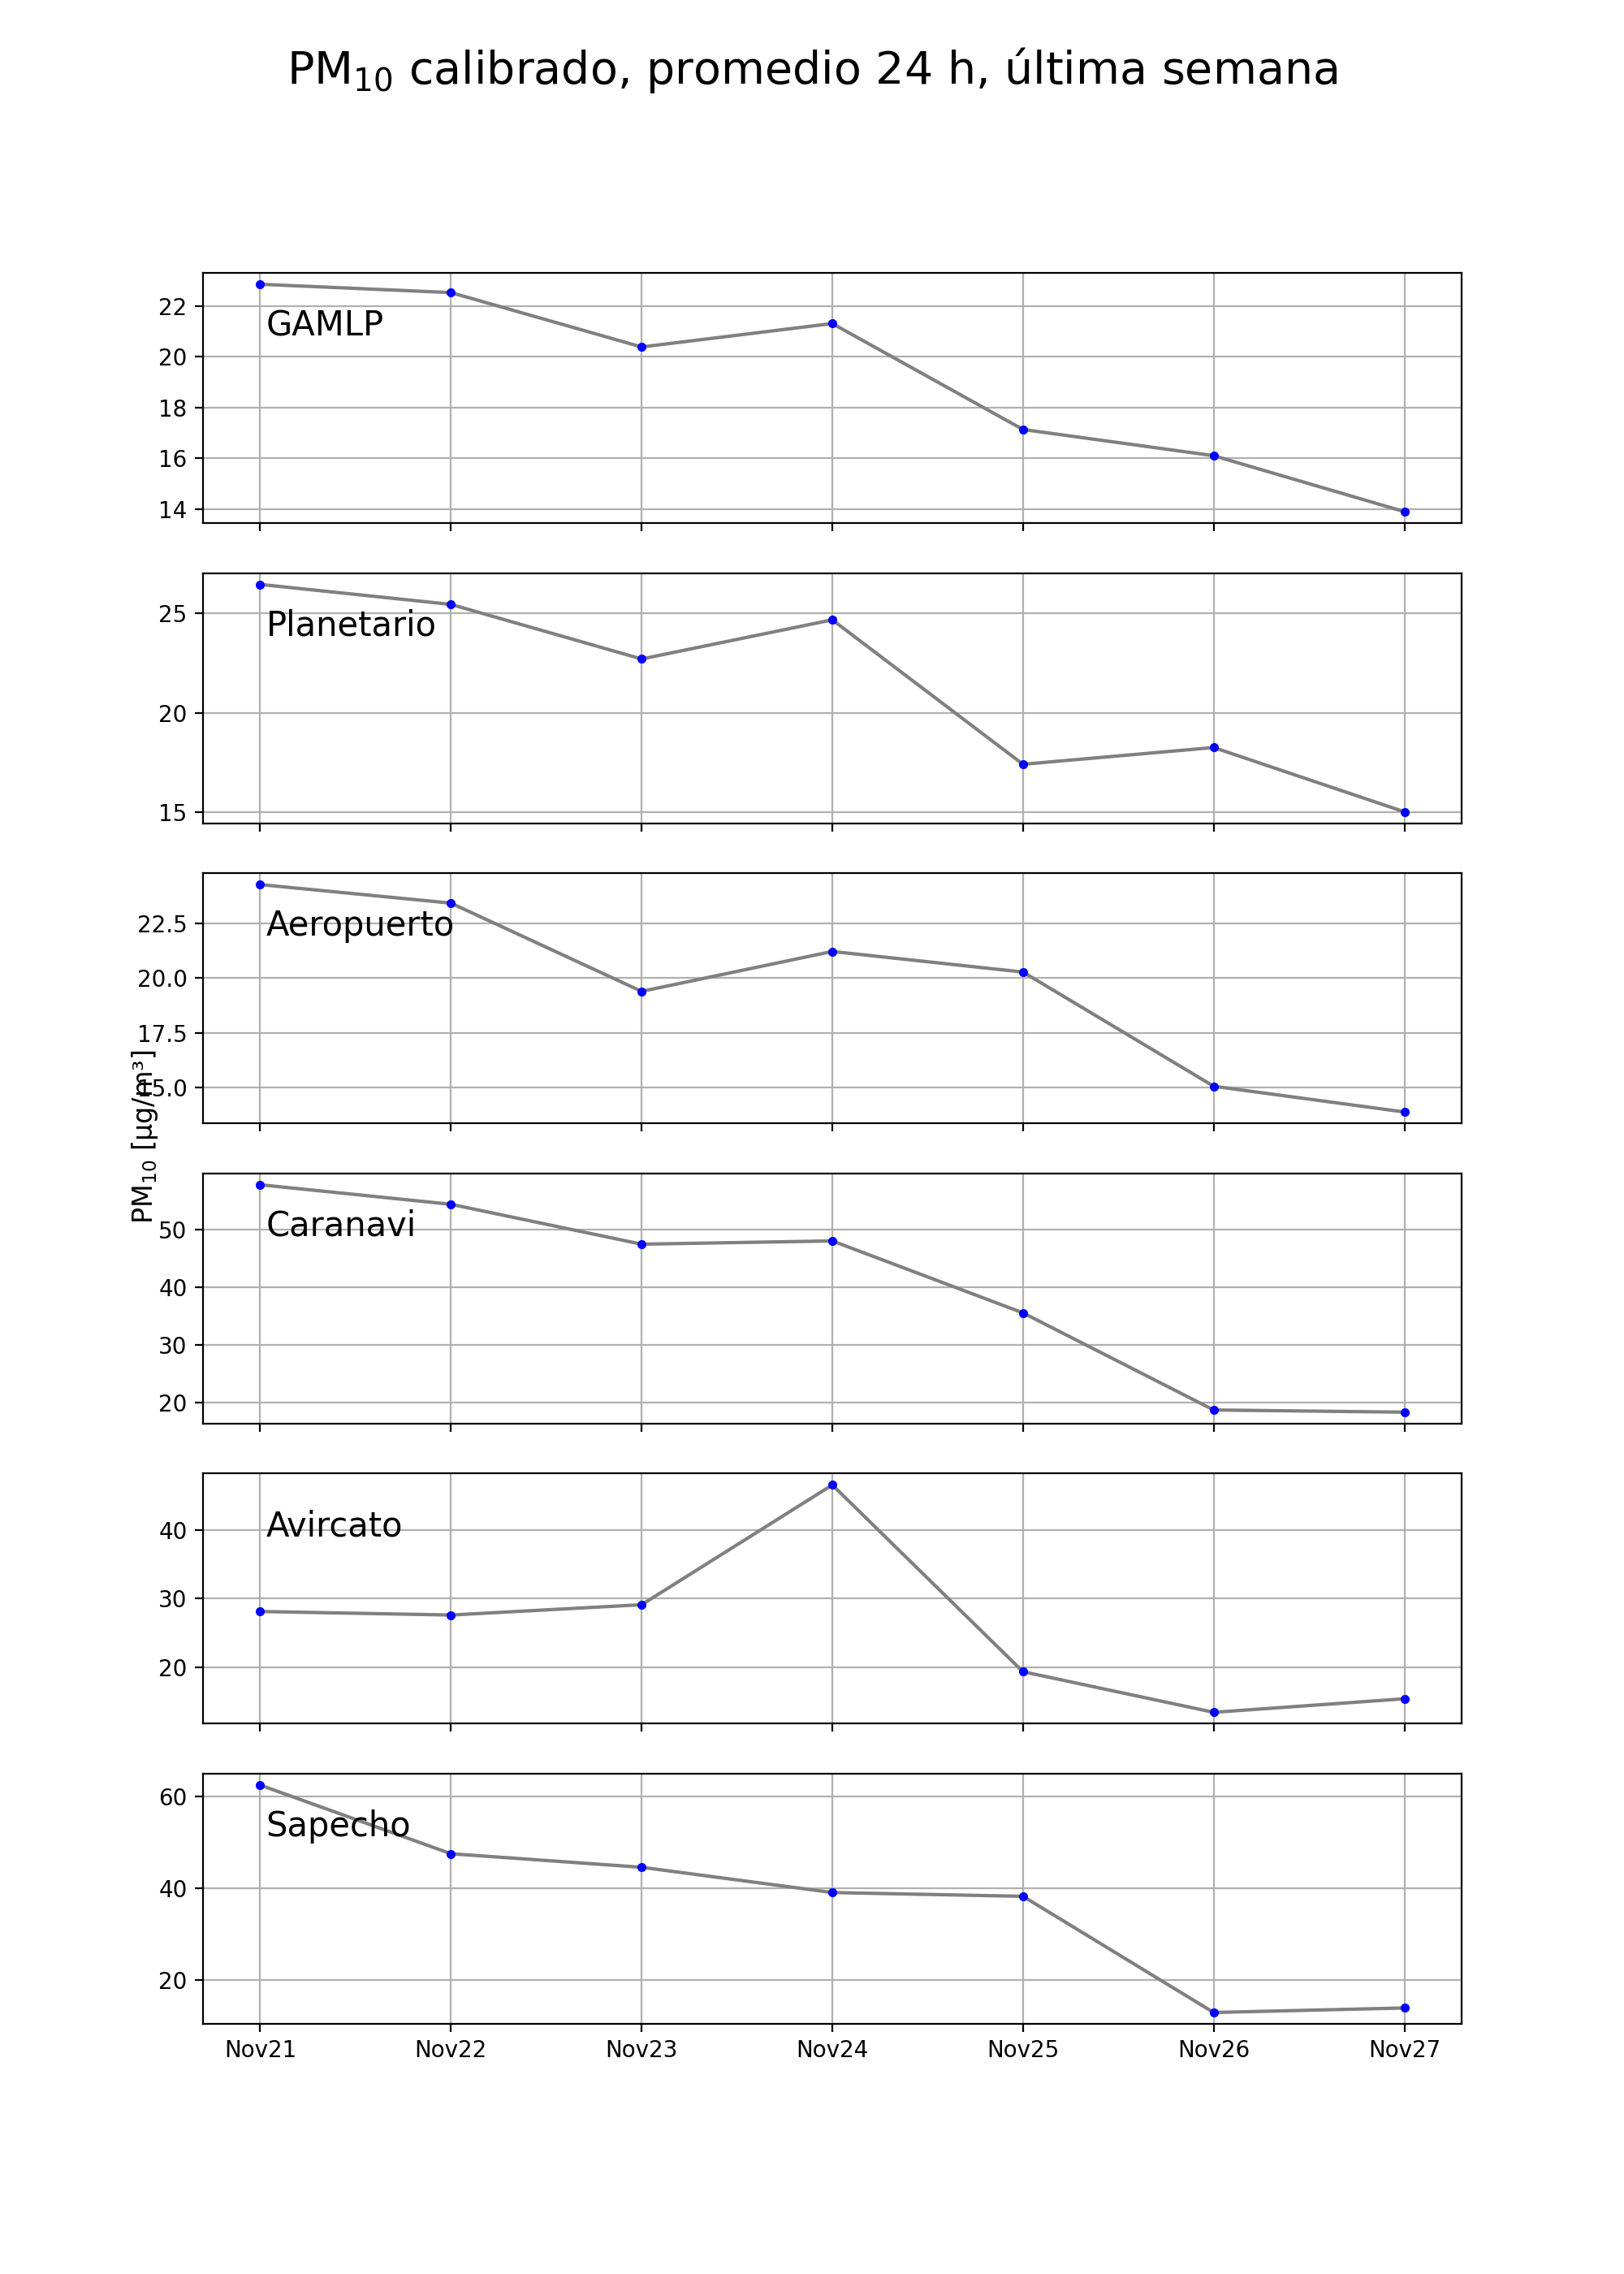 PM₁₀ calibrado, promedio 24 h, última semana
GAMLP
22
20
18
16
14
Planetario
25
20
15
Aeropuerto
22.5
20.0
17.5
15.0
PM₁₀ [µg/m³]
Caranavi
50
40
30
20
Avircato
40
30
20
Sapecho
60
40
20
Nov21 Nov22 Nov23 Nov24 Nov25 Nov26 Nov27